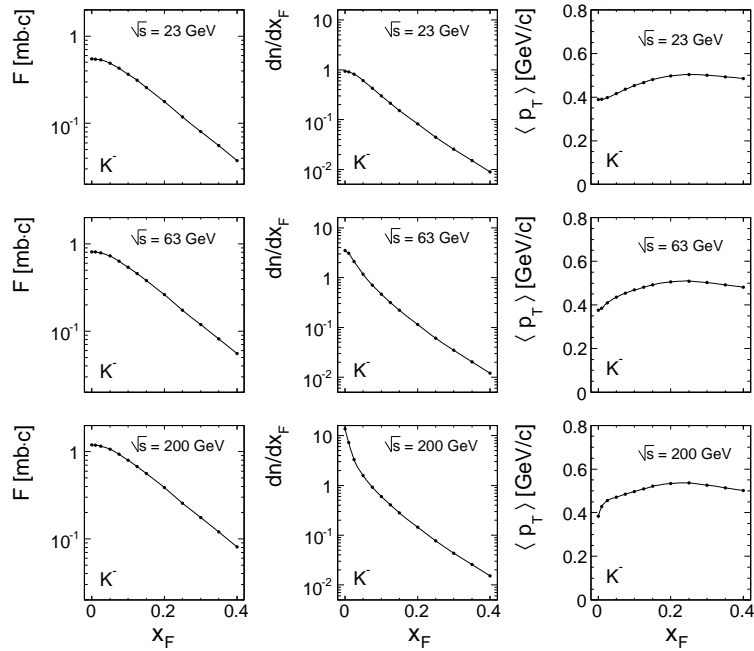 F [mb·c]
1
10⁻¹
√s = 23 GeV
K⁻
dn/dx_F
10
1
10⁻¹
10⁻²
√s = 23 GeV
K⁻
⟨ p_T ⟩ [GeV/c]
0.8
0.6
0.4
0.2
0
√s = 23 GeV
K⁻
F [mb·c]
1
10⁻¹
√s = 63 GeV
K⁻
dn/dx_F
10
1
10⁻¹
10⁻²
√s = 63 GeV
K⁻
⟨ p_T ⟩ [GeV/c]
0.8
0.6
0.4
0.2
0
√s = 63 GeV
K⁻
F [mb·c]
1
10⁻¹
√s = 200 GeV
K⁻
0 0.2 0.4
x_F
dn/dx_F
10
1
10⁻¹
10⁻²
√s = 200 GeV
K⁻
0 0.2 0.4
x_F
⟨ p_T ⟩ [GeV/c]
0.8
0.6
0.4
0.2
0
√s = 200 GeV
K⁻
0 0.2 0.4
x_F